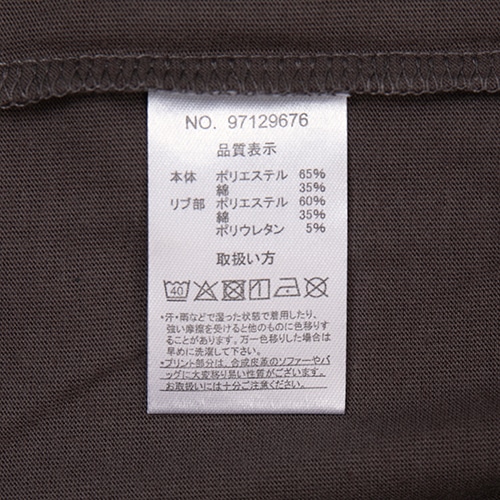 NO. 97129676
品質表示
本体 ポリエステル 65%
綿 35%
リブ部 ポリエステル 60%
綿 35%
ポリウレタン 5%
取扱い方
40
・汗・雨などで湿った状態で着用したり、
強い摩擦を受けると他のものに色移りす
ることがあります。万一色移りした場合は
早めに洗濯して下さい。
・プリント部分は、合成皮革のソファーやバ
ッグに大変移り易い性質がございます。
お取扱いには十分ご注意ください。